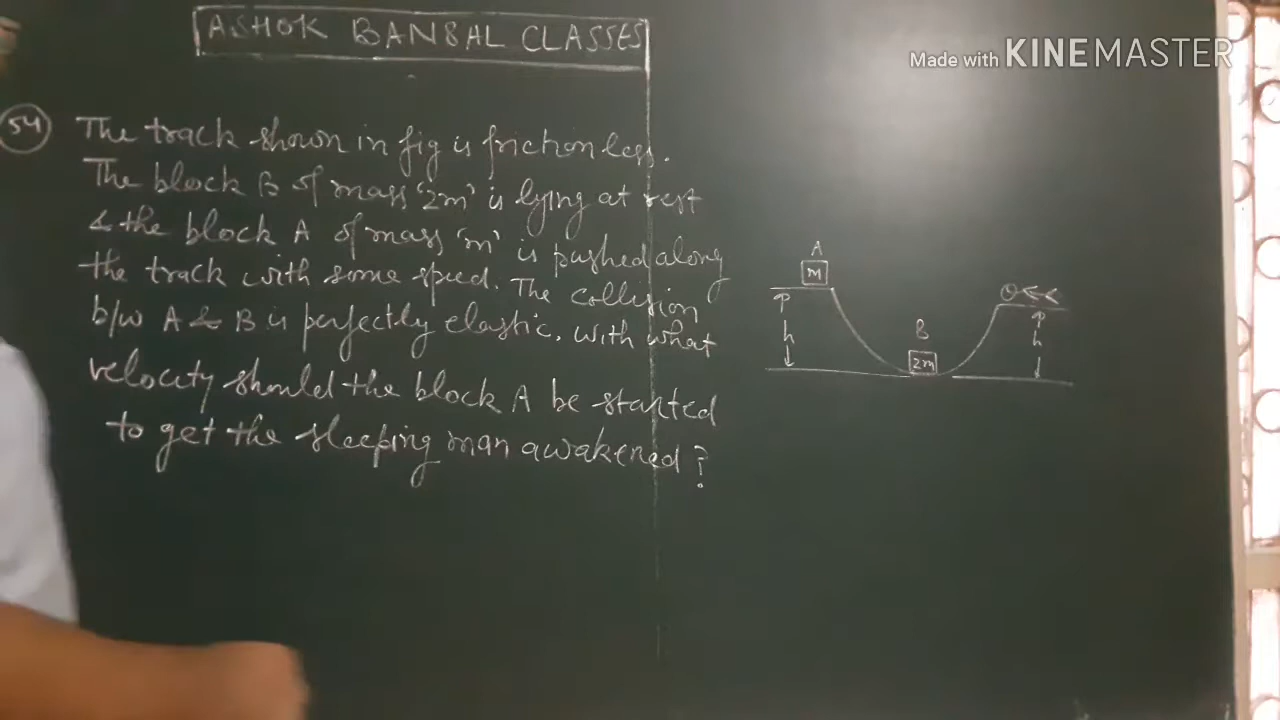 ASHOK BANSAL CLASSES
Made with KINEMASTER
54 The track shown in fig is frictionless.
The block B of mass '2m' is lying at rest
& the block A of mass 'm' is pushed along
the track with some speed. The collision
b/w A & B is perfectly elastic. With what
velocity should the block A be started
to get the sleeping man awakened?
A
m
h
B
2m
h